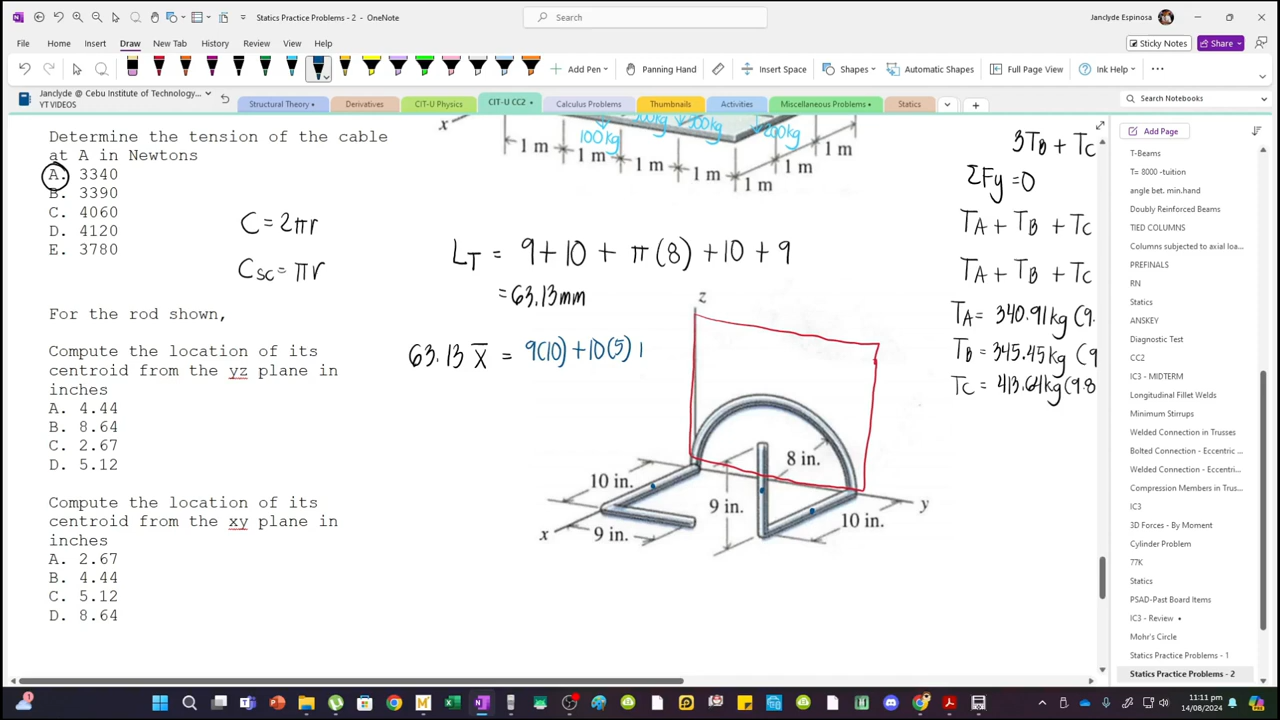 Statics Practice Problems - 2 - OneNote
Search
Janclyde Espinosa
File Home Insert Draw New Tab History Review View Help
Sticky Notes
Share
Add Pen
Panning Hand
Insert Space
Shapes
Automatic Shapes
Full Page View
Ink Help
Janclyde @ Cebu Institute of Technology...
YT VIDEOS
Structural Theory
Derivatives
CIT-U Physics
CIT-U CC2
Calculus Problems
Thumbnails
Activities
Miscellaneous Problems
Statics
Search Notebooks
Determine the tension of the cable
at A in Newtons
A. 3340
B. 3390
C. 4060
D. 4120
E. 3780
C = 2πr
Csc = πr
For the rod shown,
Compute the location of its
centroid from the yz plane in
inches
A. 4.44
B. 8.64
C. 2.67
D. 5.12
Compute the location of its
centroid from the xy plane in
inches
A. 2.67
B. 4.44
C. 5.12
D. 8.64
x
100kg
200kg
1 m
1 m
1 m
1 m
1 m
1 m
1 m
LT = 9+10 + π(8) +10 + 9
= 63.13mm
63.13 X̄ = 9(10) +10(5) 1
z
8 in.
10 in.
9 in.
y
10 in.
x
9 in.
3TB + TC
ΣFy =0
TA + TB + TC
TA + TB + TC
TA = 340.91kg (9.
TB = 345.45kg (9
TC = 413.64kg(9.8
Add Page
T-Beams
T= 8000 -tuition
angle bet. min.hand
Doubly Reinforced Beams
TIED COLUMNS
Columns subjected to axial loa...
PREFINALS
RN
Statics
ANSKEY
Diagnostic Test
CC2
IC3 - MIDTERM
Longitudinal Fillet Welds
Minimum Stirrups
Welded Connection in Trusses
Bolted Connection - Eccentric ...
Welded Connection - Eccentric ...
Compression Members in Trus...
IC3
3D Forces - By Moment
Cylinder Problem
77K
Statics
PSAD-Past Board Items
IC3 - Review
Mohr's Circle
Statics Practice Problems - 1
Statics Practice Problems - 2
11:11 pm
14/08/2024